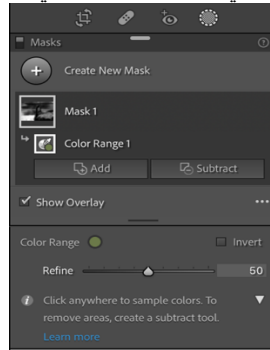 Masks
Create New Mask
Mask 1
Color Range 1
Add
Subtract
Show Overlay
Color Range
Invert
Refine
50
Click anywhere to sample colors. To
remove areas, create a subtract tool.
Learn more